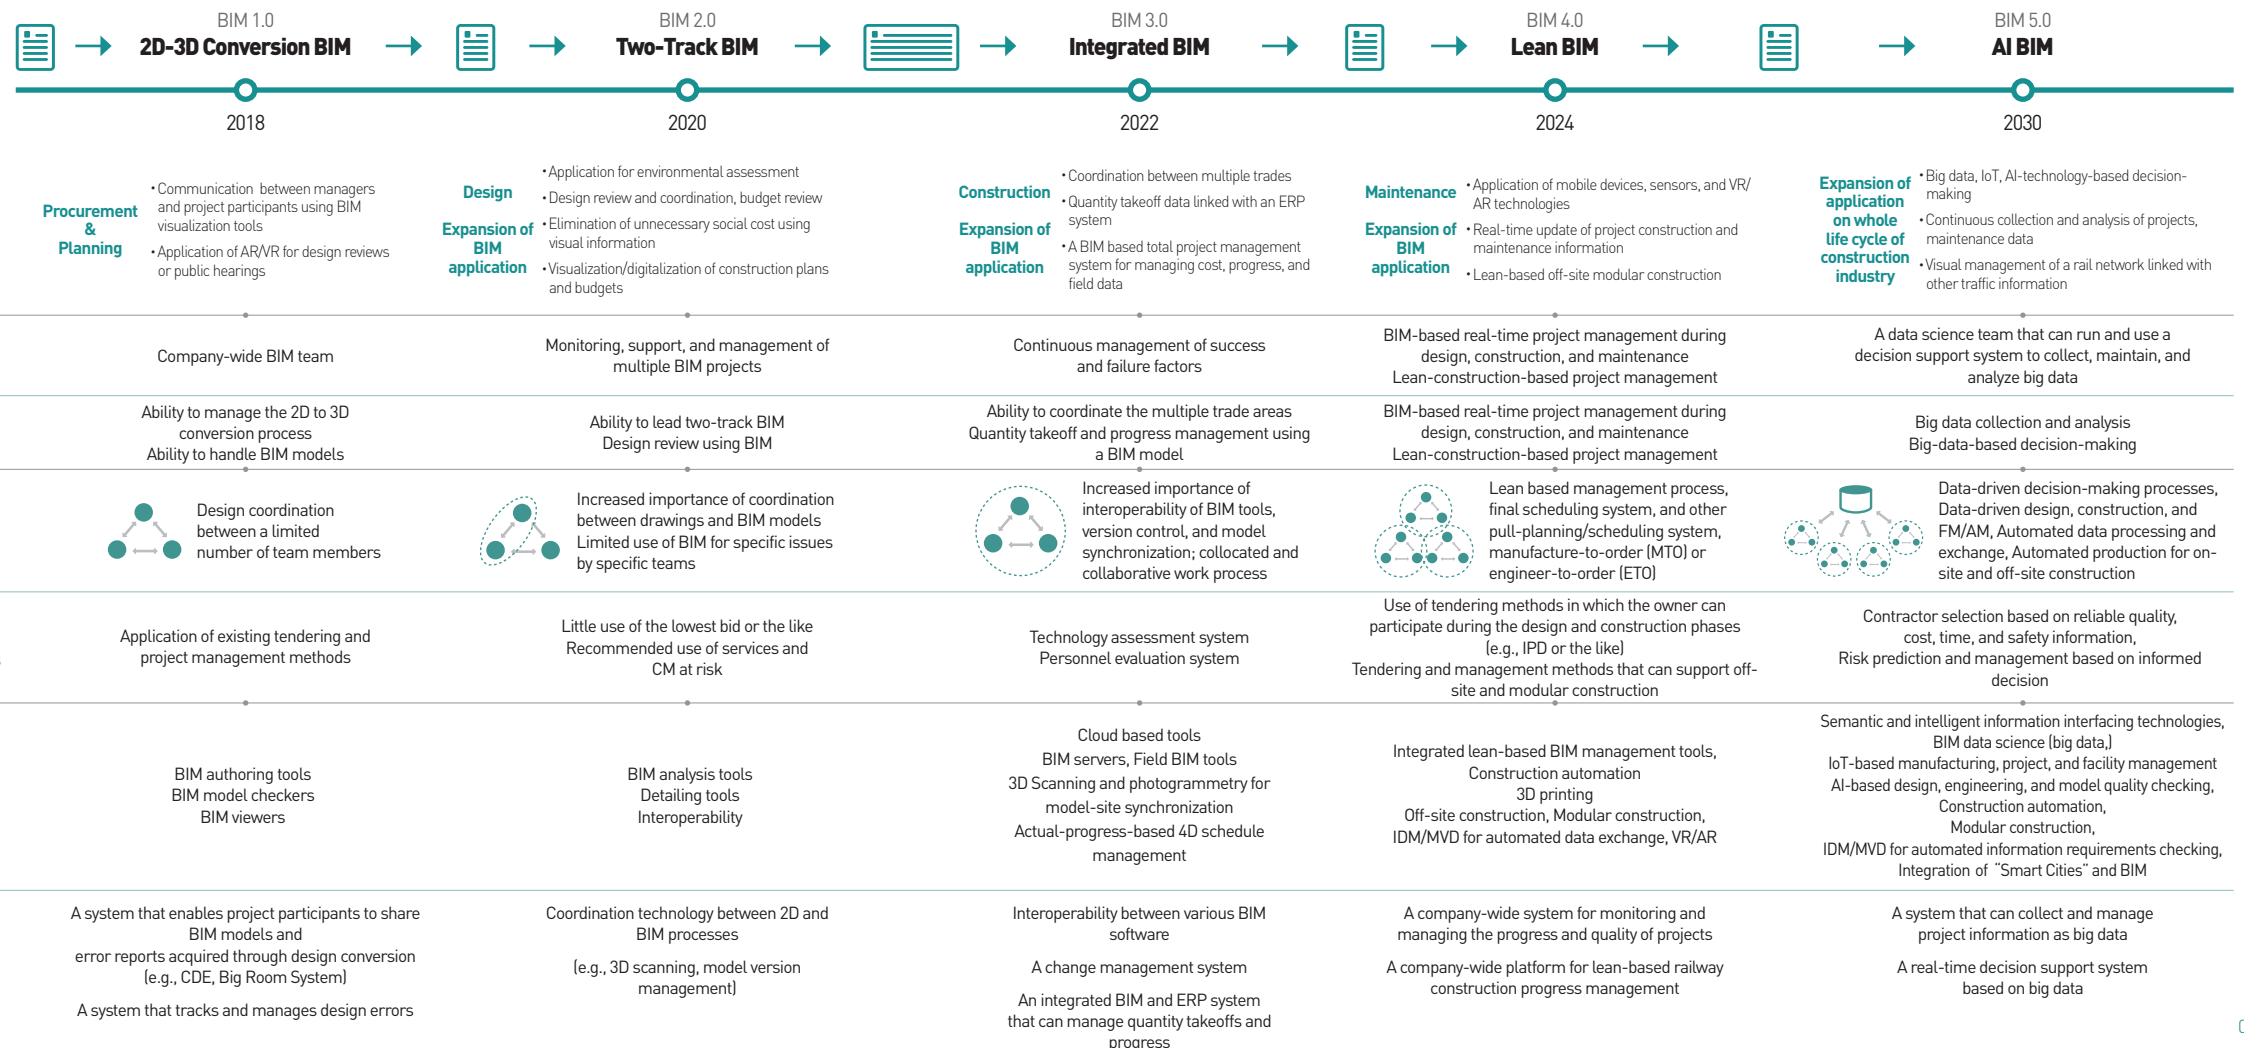 BIM 1.0
2D-3D Conversion BIM
BIM 2.0
Two-Track BIM
BIM 3.0
Integrated BIM
BIM 4.0
Lean BIM
BIM 5.0
AI BIM
2018
2020
2022
2024
2030
Procurement
&
Planning
• Communication between managers
and project participants using BIM
visualization tools
• Application of AR/VR for design reviews
or public hearings
Design
Expansion of
BIM
application
• Application for environmental assessment
• Design review and coordination, budget review
• Elimination of unnecessary social cost using
visual information
• Visualization/digitalization of construction plans
and budgets
Construction
Expansion of
BIM
application
• Coordination between multiple trades
• Quantity takeoff data linked with an ERP
system
• A BIM based total project management
system for managing cost, progress, and
field data
Maintenance
Expansion of
BIM
application
• Application of mobile devices, sensors, and VR/
AR technologies
• Real-time update of project construction and
maintenance information
• Lean-based off-site modular construction
Expansion of
application
on whole
life cycle of
construction
industry
• Big data, IoT, AI-technology-based decision-
making
• Continuous collection and analysis of projects,
maintenance data
• Visual management of a rail network linked with
other traffic information
Company-wide BIM team
Monitoring, support, and management of
multiple BIM projects
Continuous management of success
and failure factors
BIM-based real-time project management during
design, construction, and maintenance
Lean-construction-based project management
A data science team that can run and use a
decision support system to collect, maintain, and
analyze big data
Ability to manage the 2D to 3D
conversion process
Ability to handle BIM models
Ability to lead two-track BIM
Design review using BIM
Ability to coordinate the multiple trade areas
Quantity takeoff and progress management using
a BIM model
BIM-based real-time project management during
design, construction, and maintenance
Lean-construction-based project management
Big data collection and analysis
Big-data-based decision-making
Design coordination
between a limited
number of team members
Increased importance of coordination
between drawings and BIM models
Limited use of BIM for specific issues
by specific teams
Increased importance of
interoperability of BIM tools,
version control, and model
synchronization; collocated and
collaborative work process
Lean based management process,
final scheduling system, and other
pull-planning/scheduling system,
manufacture-to-order (MTO) or
engineer-to-order (ETO)
Data-driven decision-making processes,
Data-driven design, construction, and
FM/AM, Automated data processing and
exchange, Automated production for on-
site and off-site construction
Application of existing tendering and
project management methods
Little use of the lowest bid or the like
Recommended use of services and
CM at risk
Technology assessment system
Personnel evaluation system
Use of tendering methods in which the owner can
participate during the design and construction phases
(e.g., IPD or the like)
Tendering and management methods that can support off-
site and modular construction
Contractor selection based on reliable quality,
cost, time, and safety information,
Risk prediction and management based on informed
decision
BIM authoring tools
BIM model checkers
BIM viewers
BIM analysis tools
Detailing tools
Interoperability
Cloud based tools
BIM servers, Field BIM tools
3D Scanning and photogrammetry for
model-site synchronization
Actual-progress-based 4D schedule
management
Integrated lean-based BIM management tools,
Construction automation
3D printing
Off-site construction, Modular construction,
IDM/MVD for automated data exchange, VR/AR
Semantic and intelligent information interfacing technologies,
BIM data science (big data,)
IoT-based manufacturing, project, and facility management
AI-based design, engineering, and model quality checking,
Construction automation,
Modular construction,
IDM/MVD for automated information requirements checking,
Integration of "Smart Cities" and BIM
A system that enables project participants to share
BIM models and
error reports acquired through design conversion
(e.g., CDE, Big Room System)
A system that tracks and manages design errors
Coordination technology between 2D and
BIM processes
(e.g., 3D scanning, model version
management)
Interoperability between various BIM
software
A change management system
An integrated BIM and ERP system
that can manage quantity takeoffs and
progress
A company-wide system for monitoring and
managing the progress and quality of projects
A company-wide platform for lean-based railway
construction progress management
A system that can collect and manage
project information as big data
A real-time decision support system
based on big data